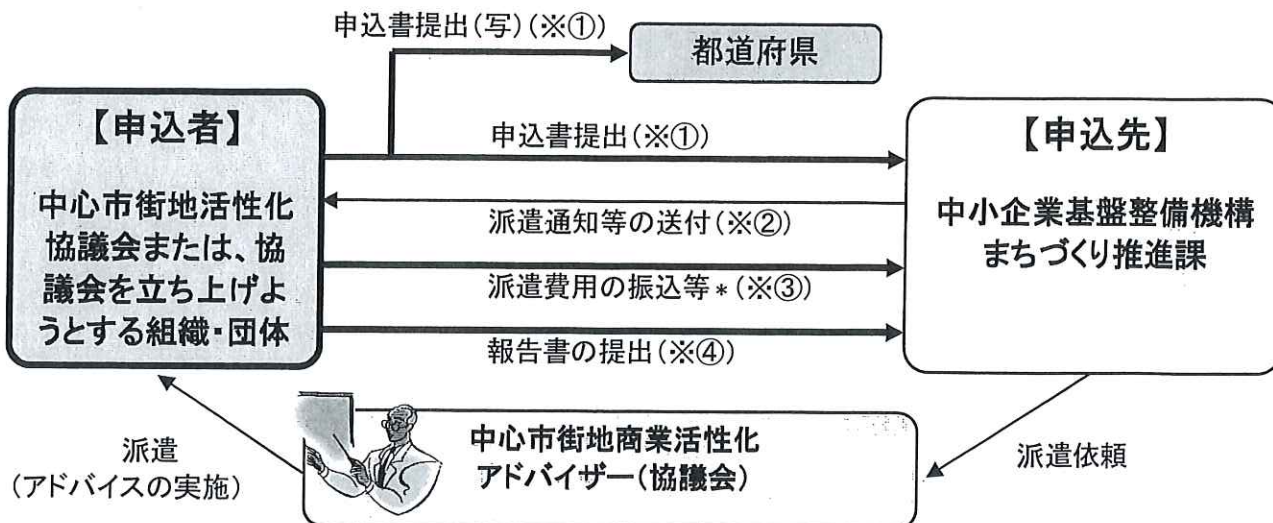 申込書提出(写)(※①)
都道府県
【申込者】
中心市街地活性化
協議会または、協
議会を立ち上げよ
うとする組織・団体
申込書提出(※①)
派遣通知等の送付(※②)
派遣費用の振込等*(※③)
報告書の提出(※④)
【申込先】
中小企業基盤整備機構
まちづくり推進課
派遣
(アドバイスの実施)
中心市街地商業活性化
アドバイザー(協議会)
派遣依頼